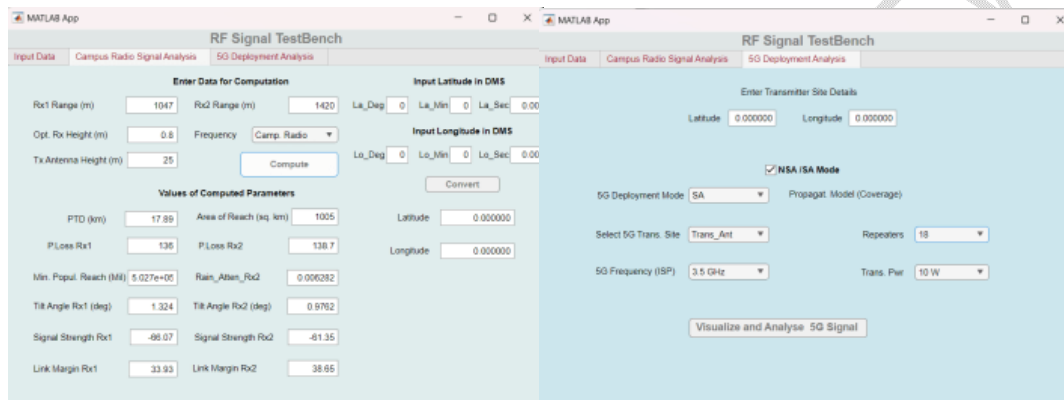 MATLAB App
RF Signal TestBench
Input Data Campus Radio Signal Analysis 5G Deployment Analysis
Enter Data for Computation Input Latitude in DMS
Rx1 Range (m) 1047 Rx2 Range (m) 1420 La_Deg 0 La_Min 0 La_Sec 0.00
Opt. Rx Height (m) 0.8 Frequency Camp. Radio Input Longitude in DMS
Tx Antenna Height (m) 25 Compute Lo_Deg 0 Lo_Min 0 Lo_Sec 0.00
Convert
Values of Computed Parameters
PTD (km) 17.89 Area of Reach (sq. km) 1005 Latitude 0.000000
P.Loss Rx1 136 P.Loss Rx2 138.7 Longitude 0.000000
Min. Popul. Reach (Mil) 5.027e+05 Rain_Atten_Rx2 0.006282
Tilt Angle Rx1 (deg) 1.324 Tilt Angle Rx2 (deg) 0.9762
Signal Strength Rx1 -66.07 Signal Strength Rx2 -61.35
Link Margin Rx1 33.93 Link Margin Rx2 38.65
MATLAB App
RF Signal TestBench
Input Data Campus Radio Signal Analysis 5G Deployment Analysis
Enter Transmitter Site Details
Latitude 0.000000 Longitude 0.000000
NSA /SA Mode
5G Deployment Mode SA Propagat. Model (Coverage)
Select 5G Trans. Site Trans_Ant Repeaters 18
5G Frequency (ISP) 3.5 GHz Trans. Pwr 10 W
Visualize and Analyse 5G Signal